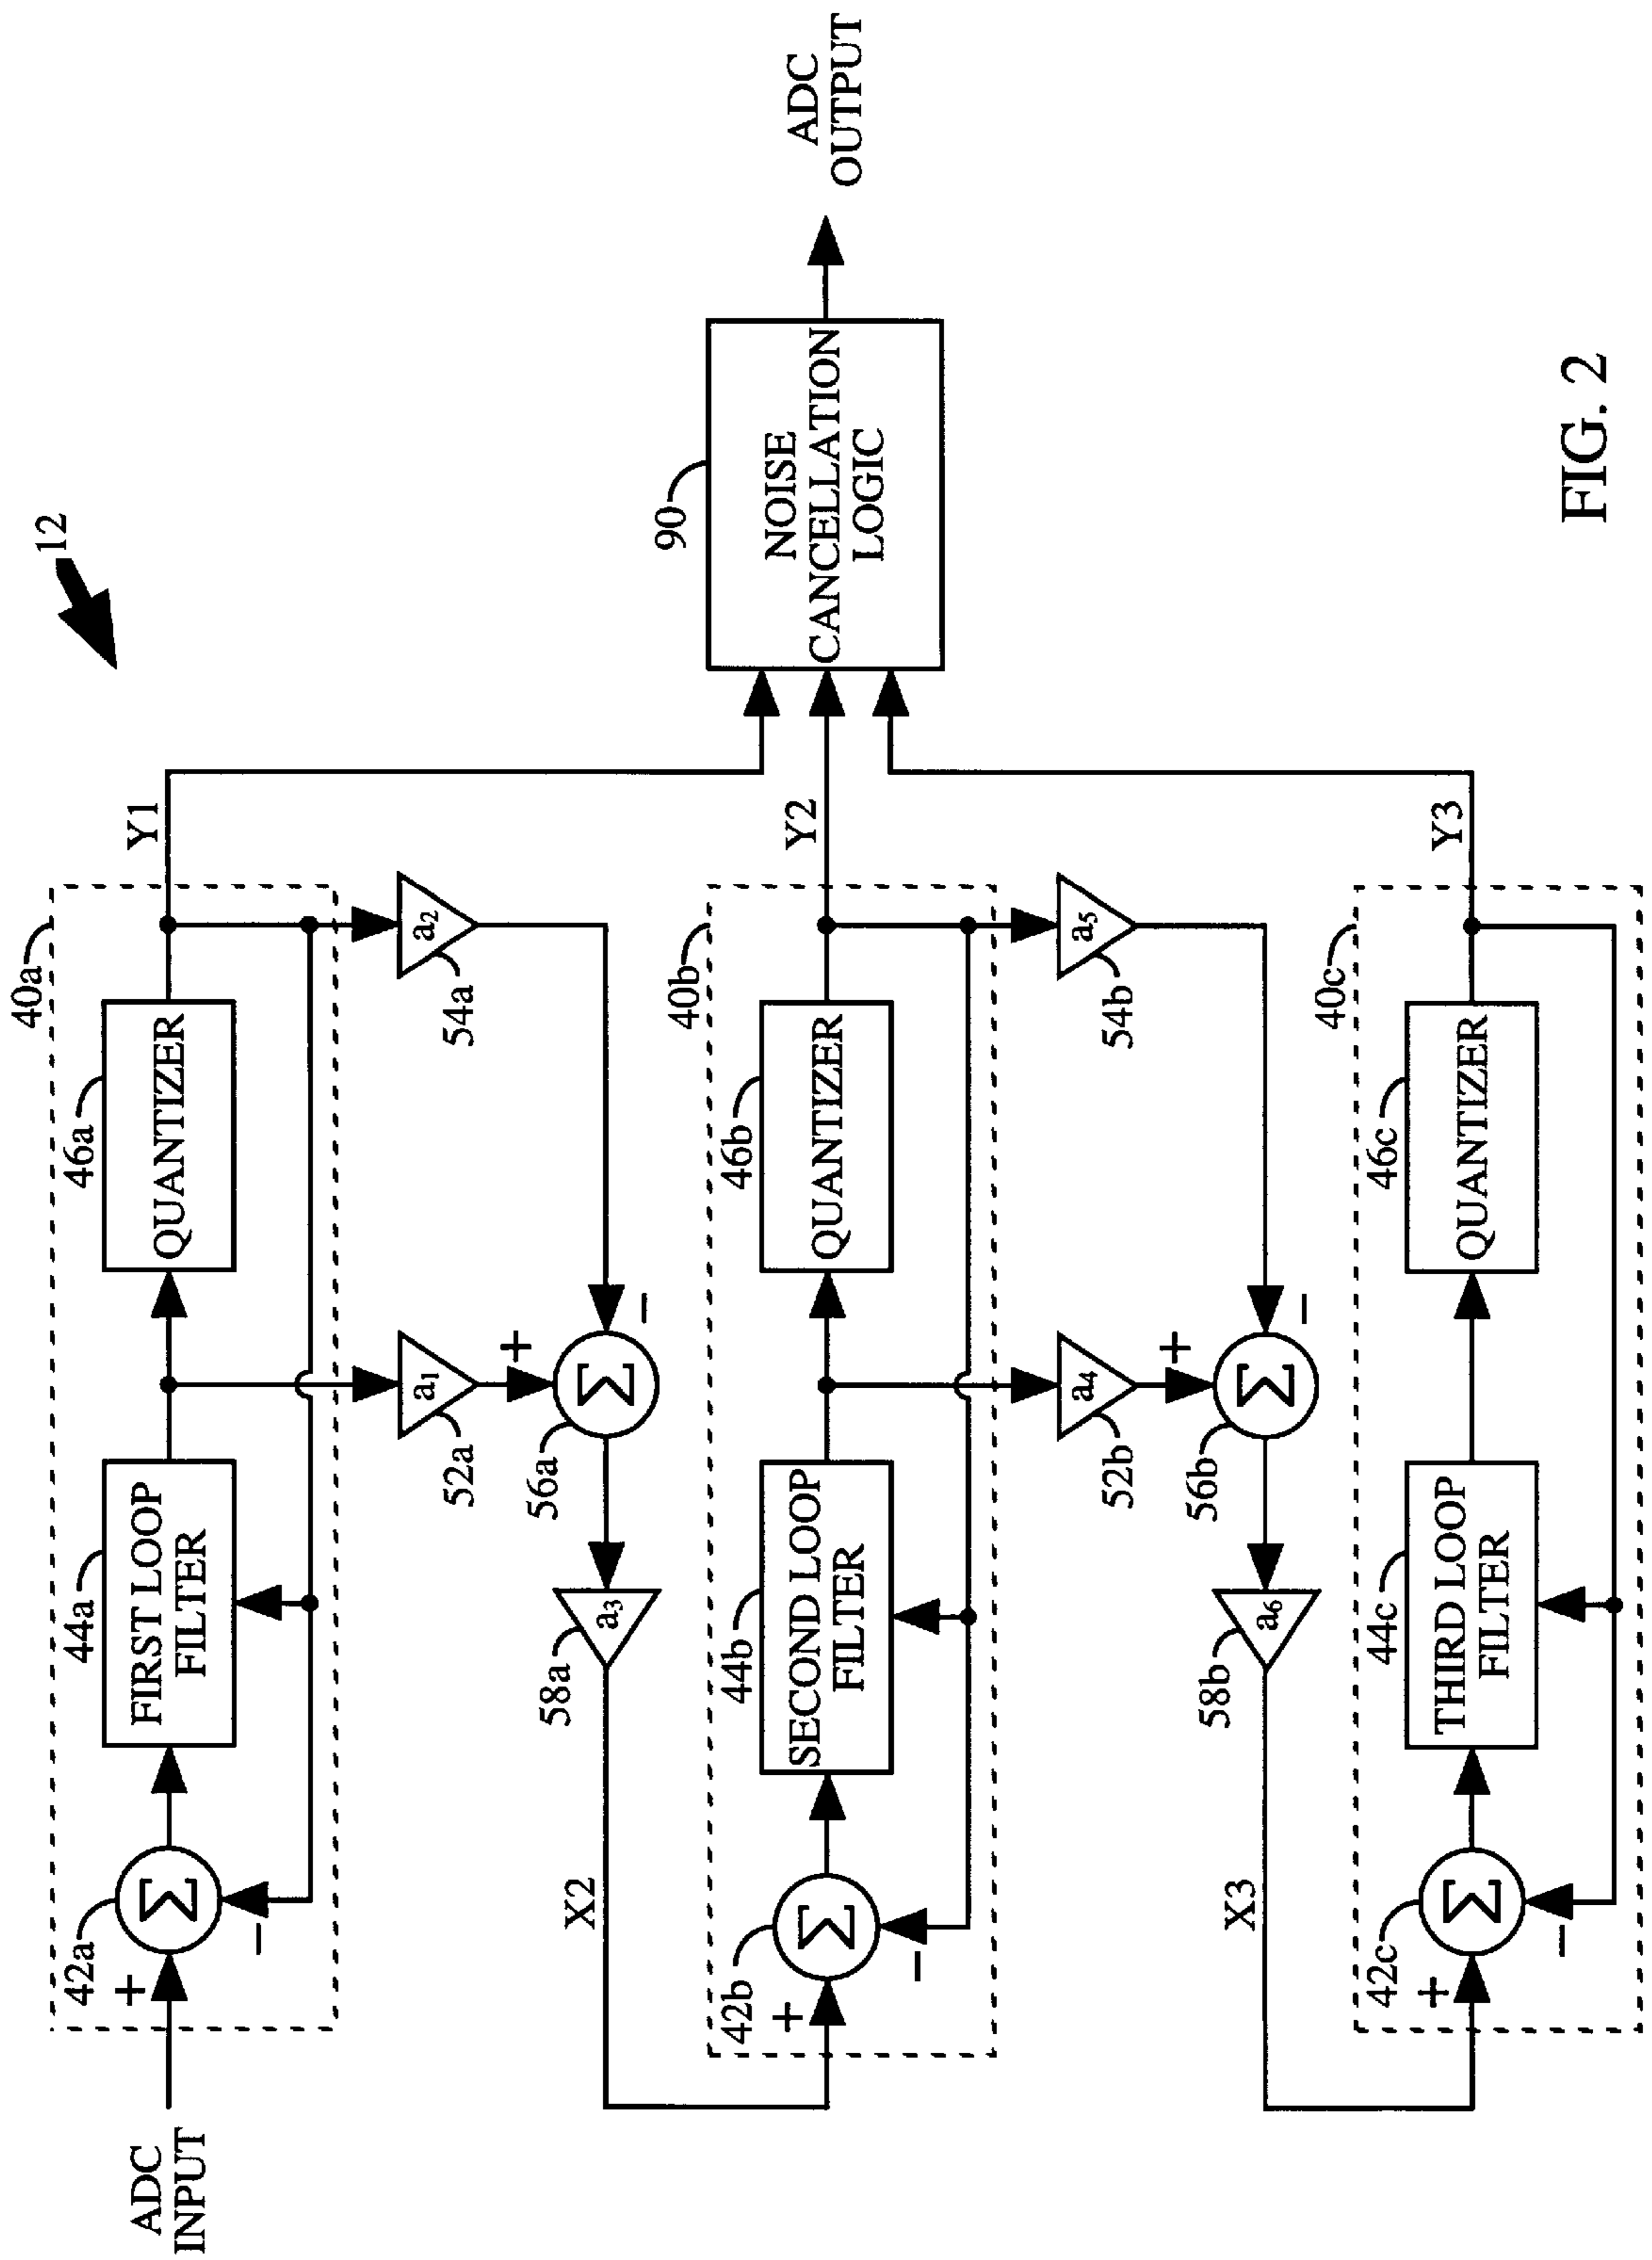 12
40a
42a
+
Σ
−
44a
FIRST LOOP
FILTER
46a
QUANTIZER
Y1
ADC
INPUT
52a
a1
54a
a2
+
−
56a
Σ
58a
a3
X2
40b
42b
+
Σ
−
44b
SECOND LOOP
FILTER
46b
QUANTIZER
Y2
90
NOISE
CANCELLATION
LOGIC
ADC
OUTPUT
52b
a4
54b
a5
+
−
56b
Σ
58b
a6
X3
40c
42c
+
Σ
−
44c
THIRD LOOP
FILTER
46c
QUANTIZER
Y3
FIG. 2